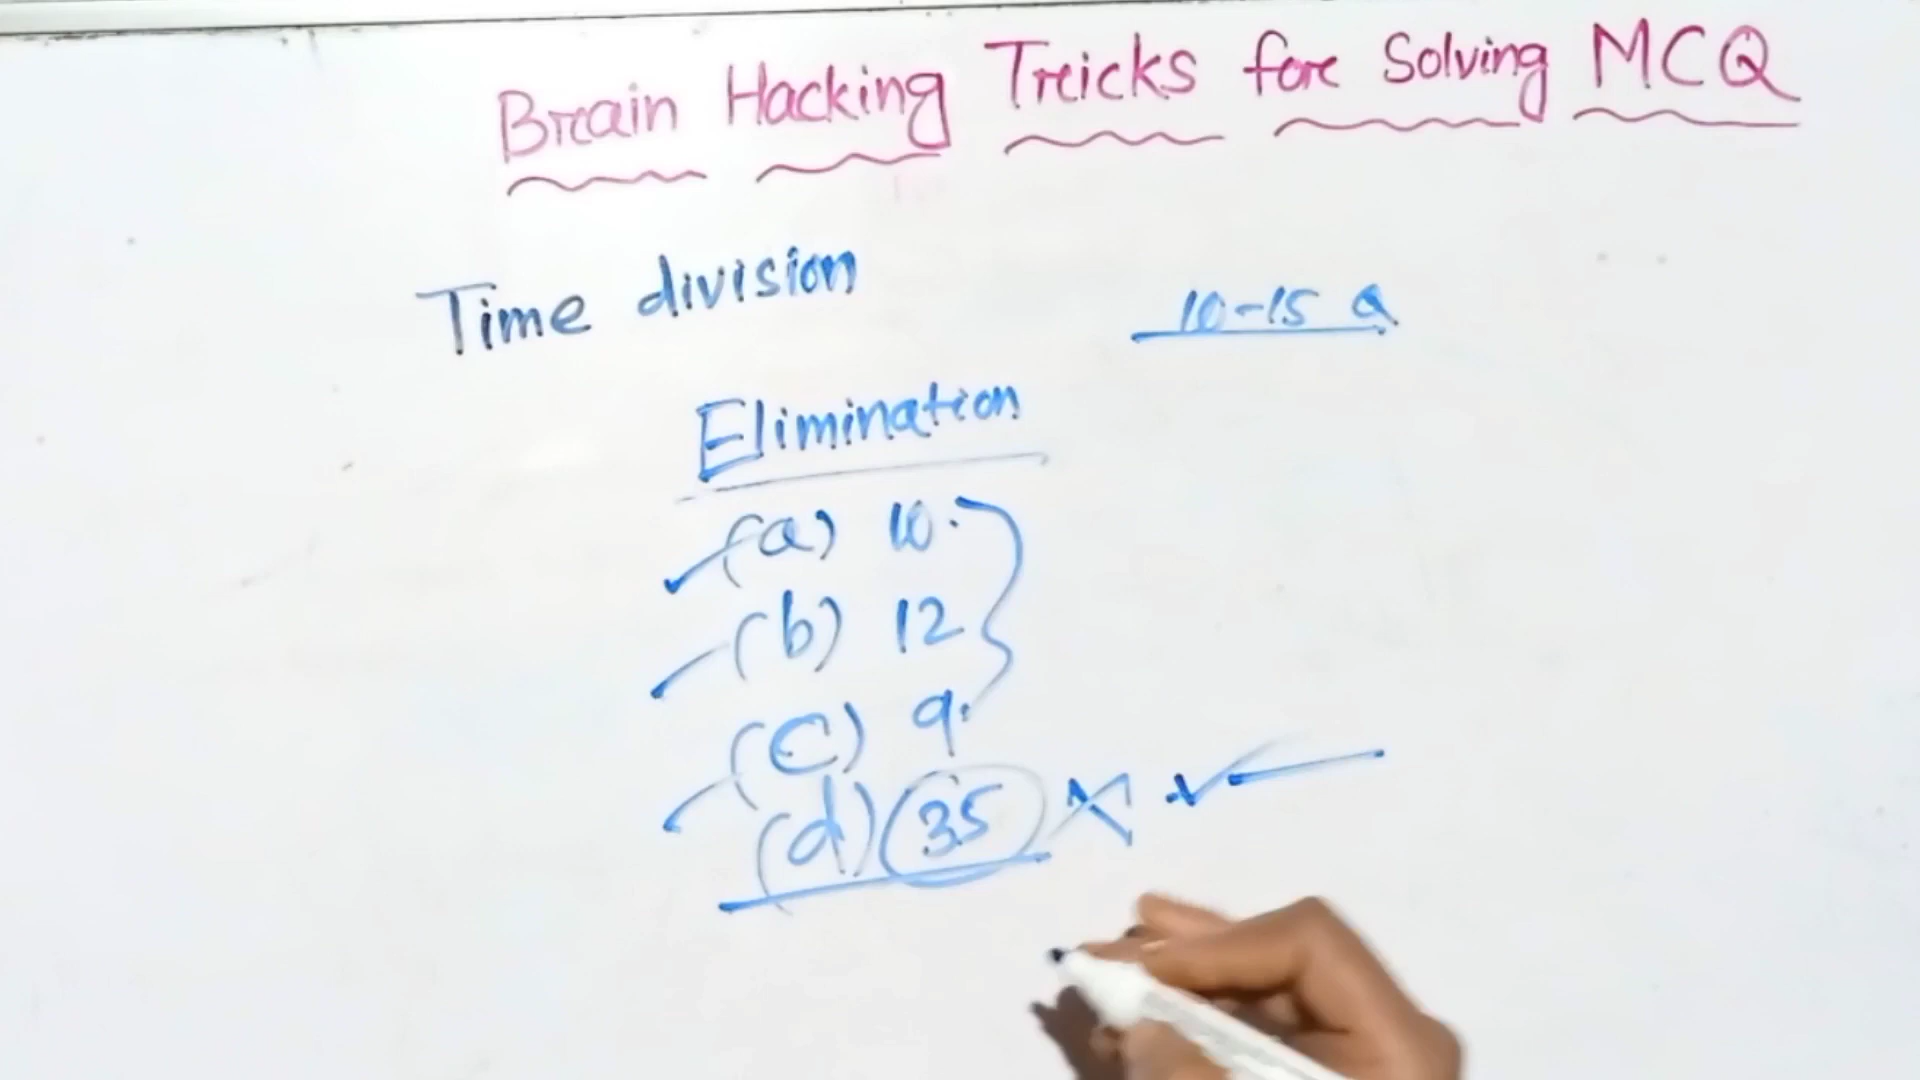 Brain Hacking Tricks for Solving MCQ
Time division
10-15 Q
Elimination
(a) 10
(b) 12
(c) 9
(d) 35